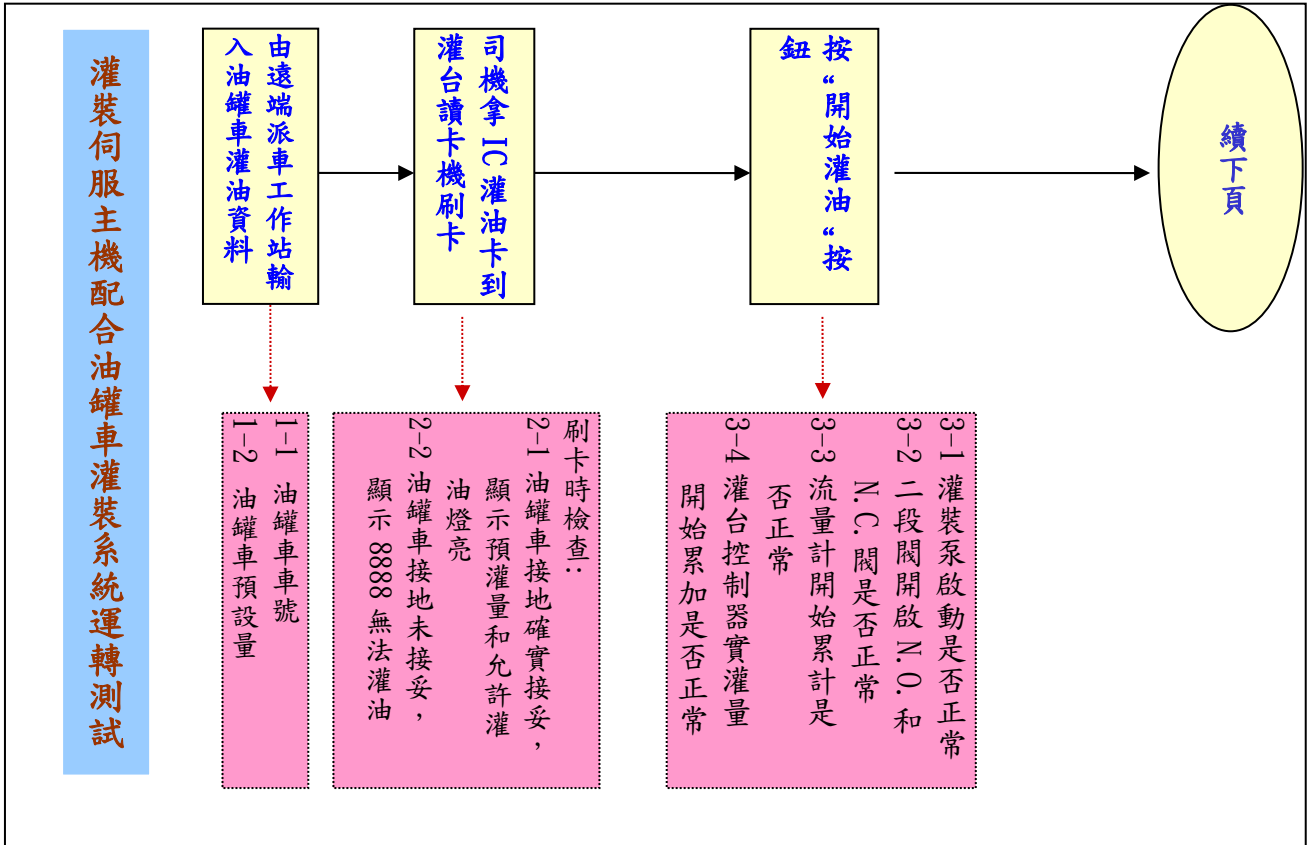 灌裝伺服主機配合油罐車灌裝系統運轉測試
由遠端派車工作站輸
入油罐車灌油資料
司機拿 IC 灌油卡到
灌台讀卡機刷卡
按“開始灌油“按
鈕
續下頁
1-1 油罐車車號
1-2 油罐車預設量
刷卡時檢查:
2-1 油罐車接地確實接妥，
顯示預灌量和允許灌
油燈亮
2-2 油罐車接地未接妥，
顯示 8888 無法灌油
3-1 灌裝泵啟動是否正常
3-2 二段閥開啟 N.O. 和
N.C. 閥是否正常
3-3 流量計開始累計是
否正常
3-4 灌台控制器實灌量
開始累加是否正常